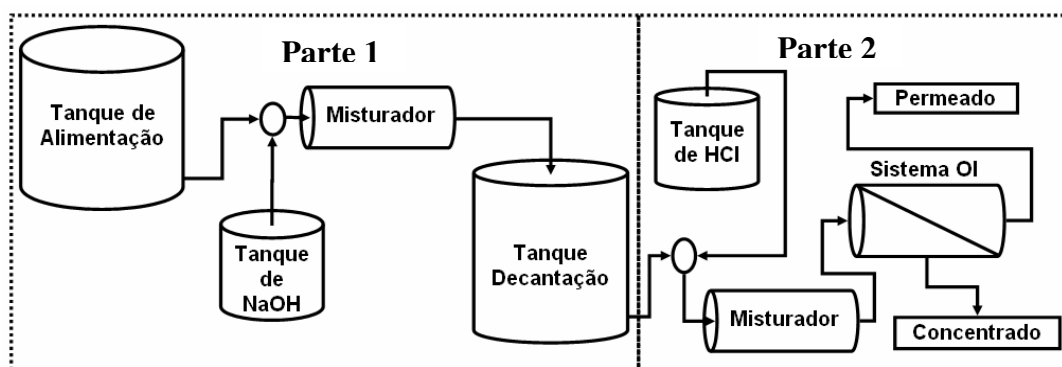 Parte 1
Tanque de
Alimentação
Misturador
Tanque
de
NaOH
Tanque
Decantação
Parte 2
Tanque
de HCl
Permeado
Sistema OI
Misturador
Concentrado